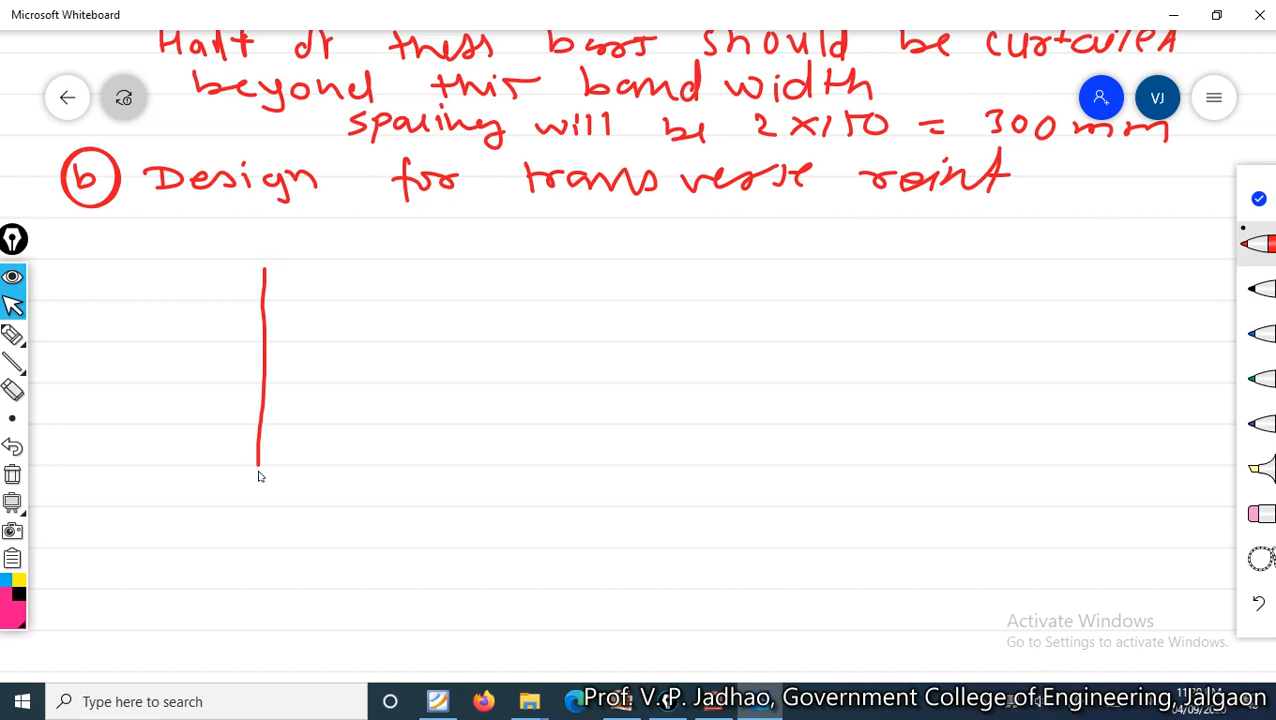 Microsoft Whiteboard
Half of these bars should be curtailed
beyond this band width
spacing will be 2 x 150 = 300 mm
VJ
b Design for transverse reinf
Activate Windows
Go to Settings to activate Windows.
Type here to search
Prof. V. P. Jadhao, Government College of Engineering, Jalgaon